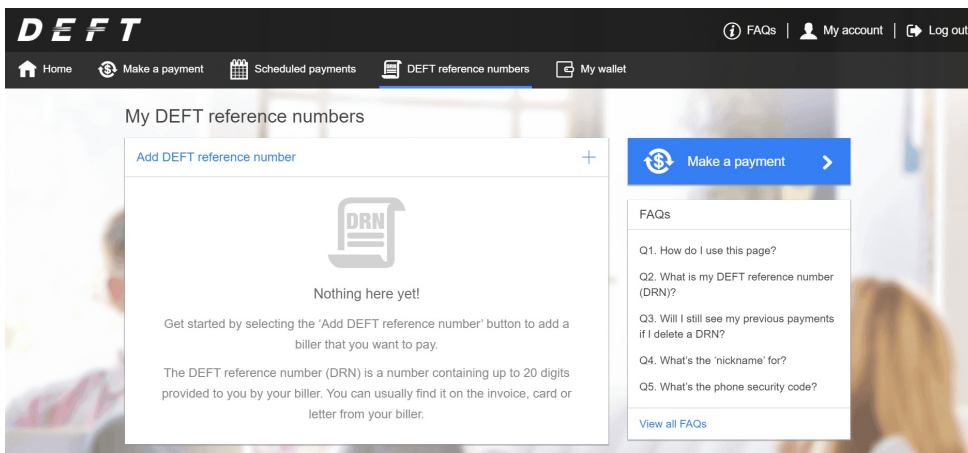 DEFT
FAQs | My account | Log out
Home Make a payment Scheduled payments DEFT reference numbers My wallet
My DEFT reference numbers
Add DEFT reference number +
DRN
Nothing here yet!
Get started by selecting the ‘Add DEFT reference number’ button to add a
biller that you want to pay.
The DEFT reference number (DRN) is a number containing up to 20 digits
provided to you by your biller. You can usually find it on the invoice, card or
letter from your biller.
Make a payment
FAQs
Q1. How do I use this page?
Q2. What is my DEFT reference number
(DRN)?
Q3. Will I still see my previous payments
if I delete a DRN?
Q4. What’s the ‘nickname’ for?
Q5. What’s the phone security code?
View all FAQs